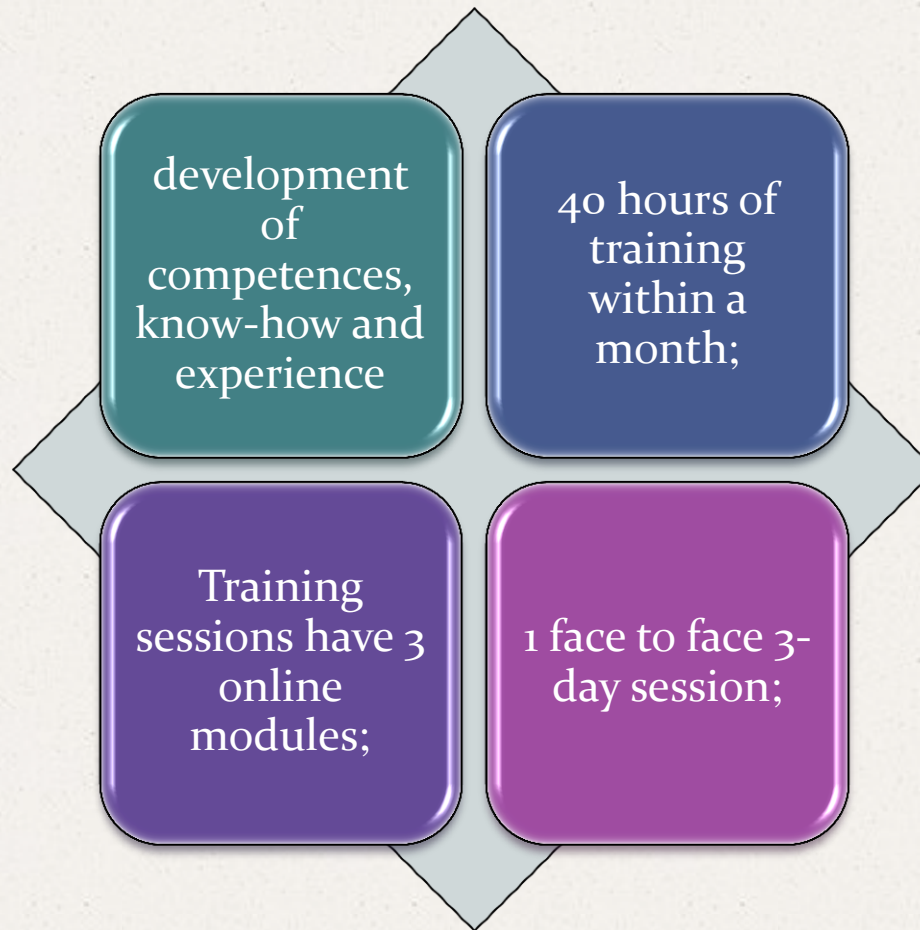 development
of
competences,
know-how and
experience
40 hours of
training
within a
month;
Training
sessions have 3
online
modules;
1 face to face 3-
day session;